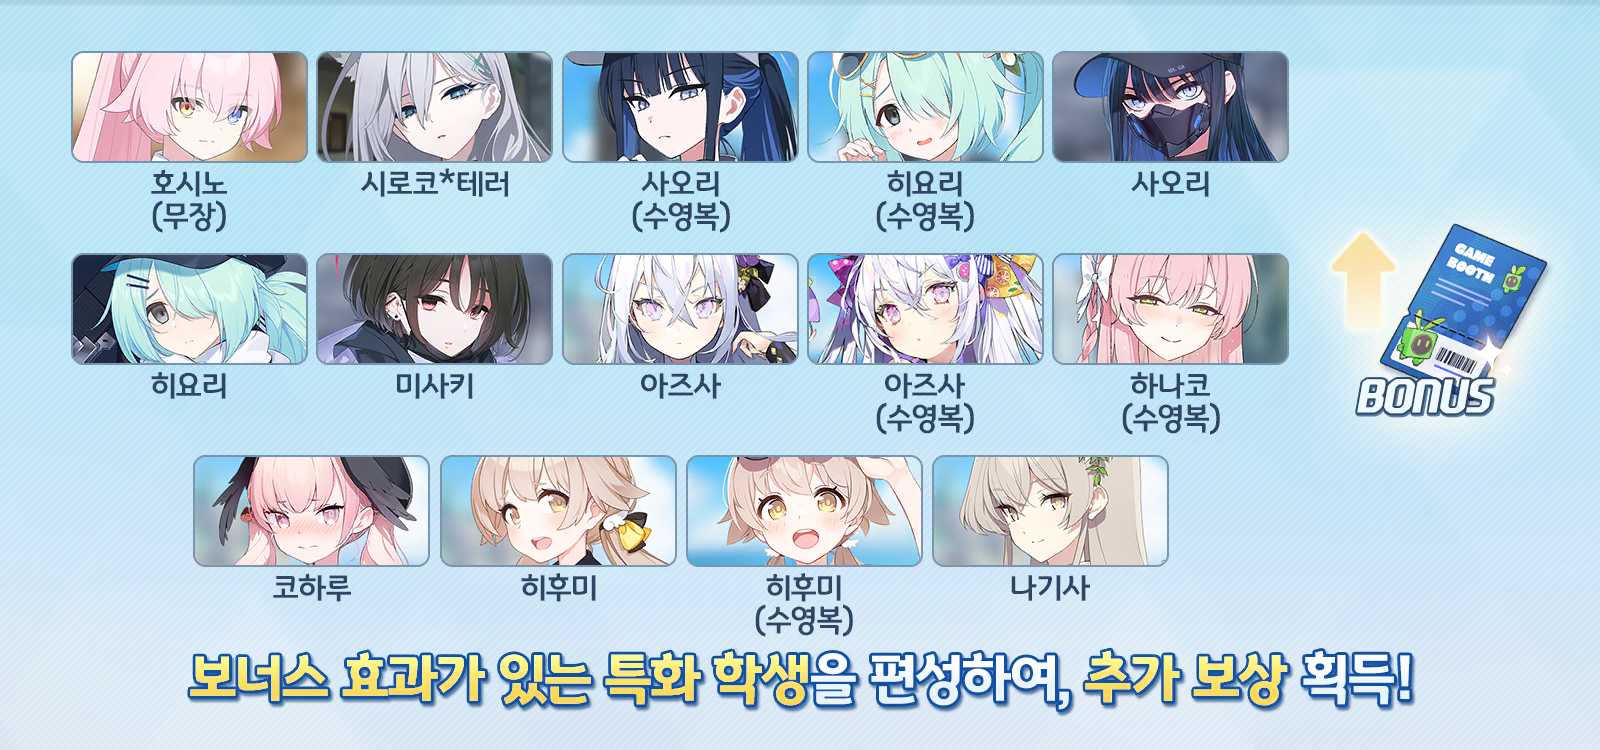 호시노
(무장)
시로코*테러
사오리
(수영복)
히요리
(수영복)
사오리
히요리
미사키
아즈사
아즈사
(수영복)
하나코
(수영복)
GAME
BOOTH
BONUS
코하루
히후미
히후미
(수영복)
나기사
보너스 효과가 있는 특화 학생을 편성하여, 추가 보상 획득!